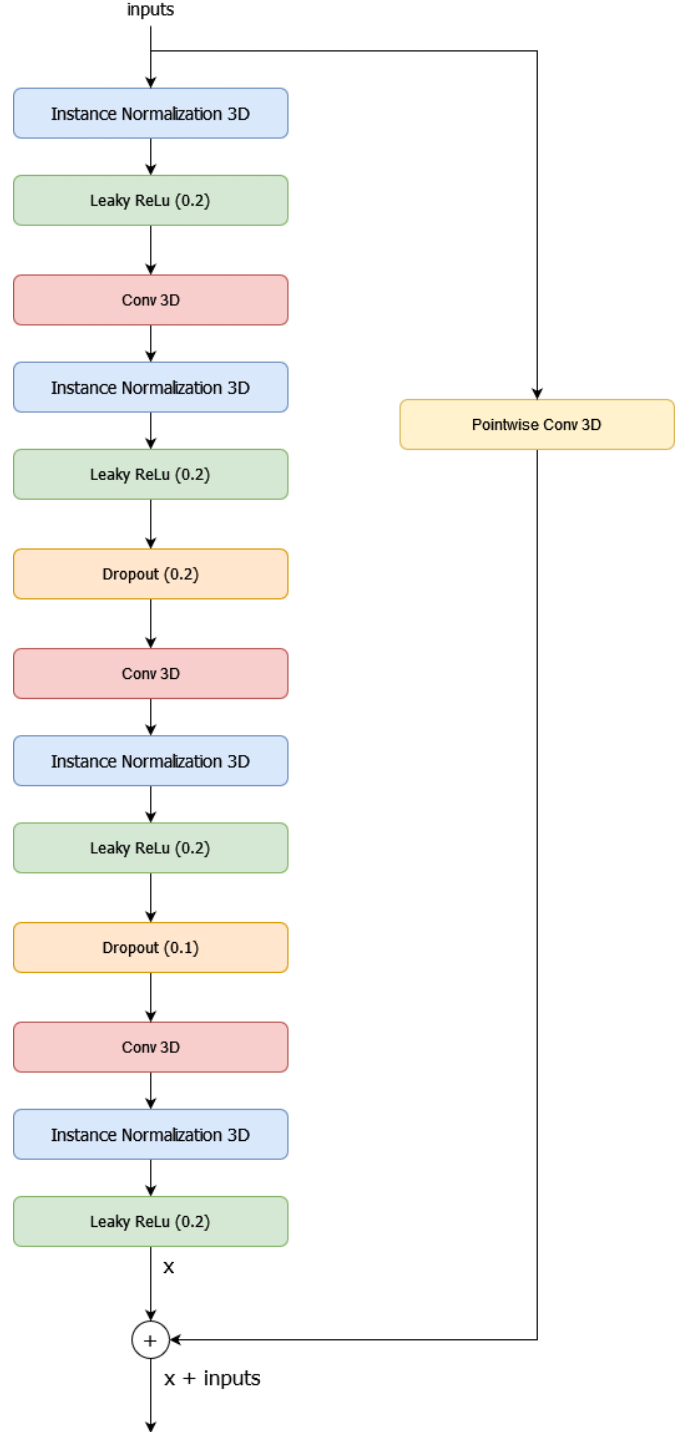 inputs
Instance Normalization 3D
Leaky ReLu (0.2)
Conv 3D
Instance Normalization 3D
Pointwise Conv 3D
Leaky ReLu (0.2)
Dropout (0.2)
Conv 3D
Instance Normalization 3D
Leaky ReLu (0.2)
Dropout (0.1)
Conv 3D
Instance Normalization 3D
Leaky ReLu (0.2)
x
+
x + inputs